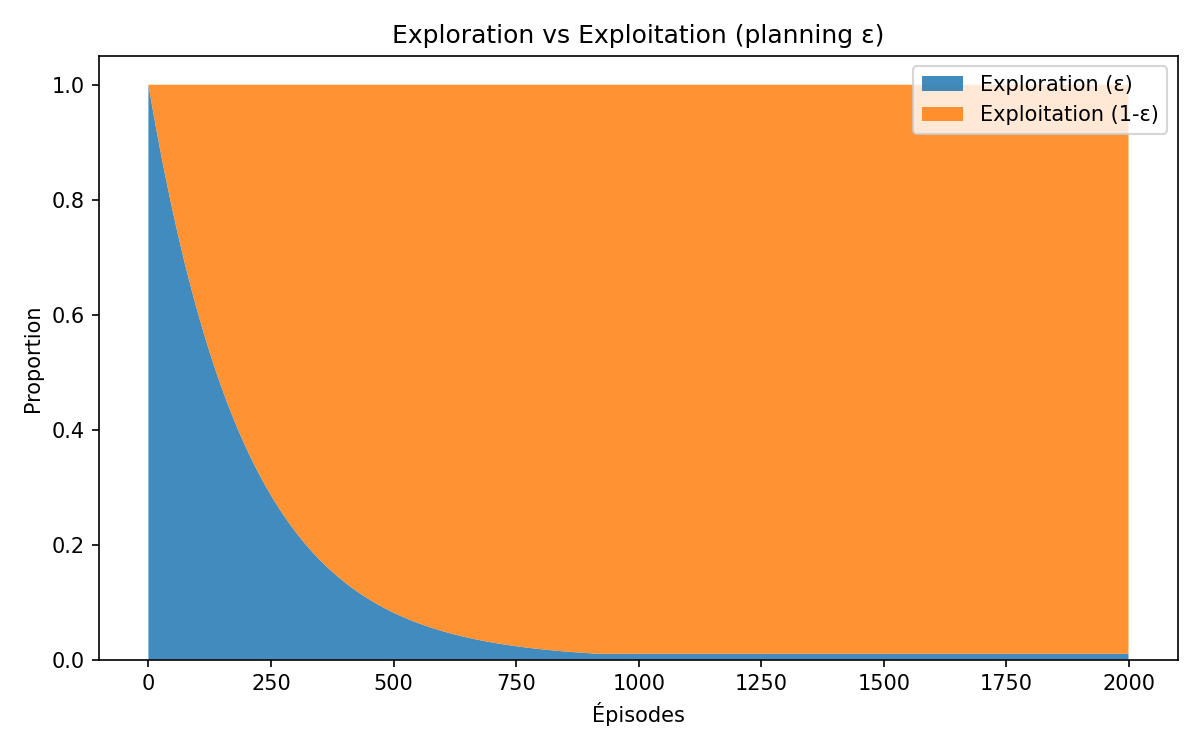 Exploration vs Exploitation (planning ε)
Exploration (ε)
Exploitation (1-ε)
Proportion
1.0
0.8
0.6
0.4
0.2
0.0
0 250 500 750 1000 1250 1500 1750 2000
Épisodes